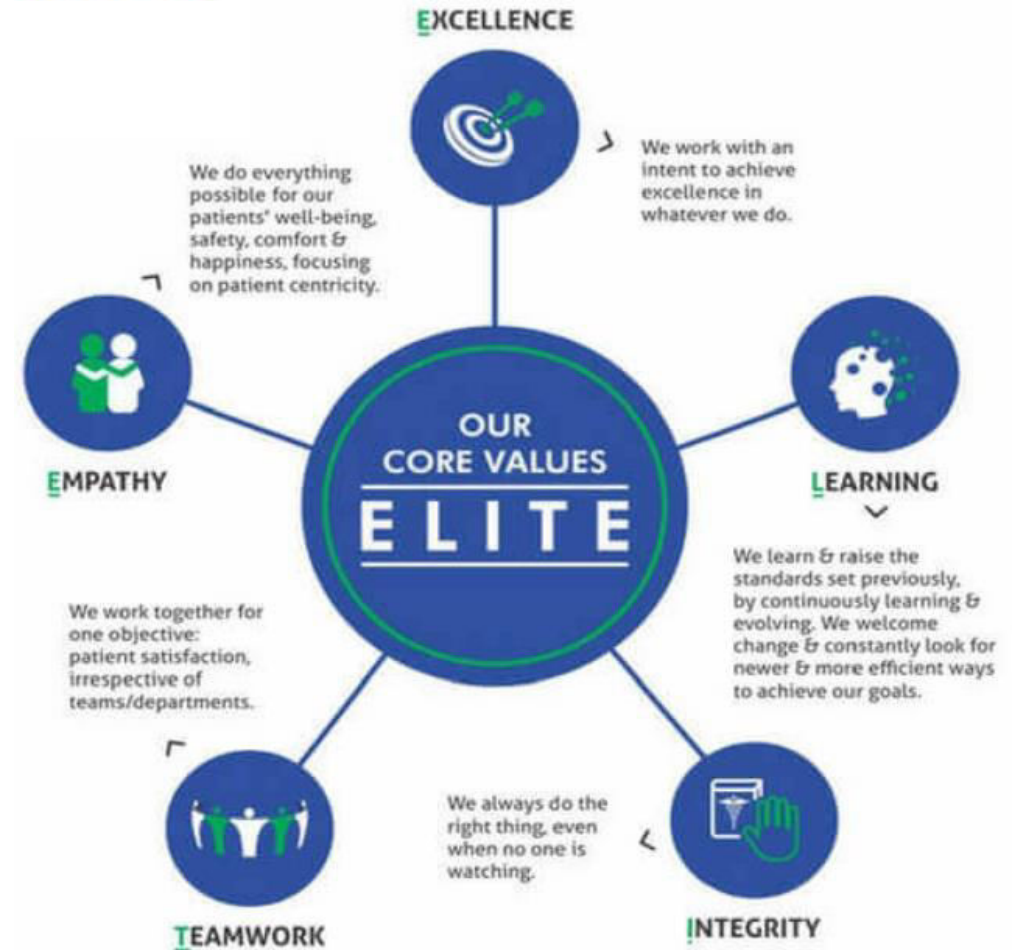 EXCELLENCE
We work with an
intent to achieve
excellence in
whatever we do.
We do everything
possible for our
patients' well-being,
safety, comfort &
happiness, focusing
on patient centricity.
EMPATHY
OUR
CORE VALUES
ELITE
LEARNING
We learn & raise the
standards set previously,
by continuously learning &
evolving. We welcome
change & constantly look for
newer & more efficient ways
to achieve our goals.
We work together for
one objective:
patient satisfaction,
irrespective of
teams/departments.
TEAMWORK
We always do the
right thing, even
when no one is
watching.
INTEGRITY